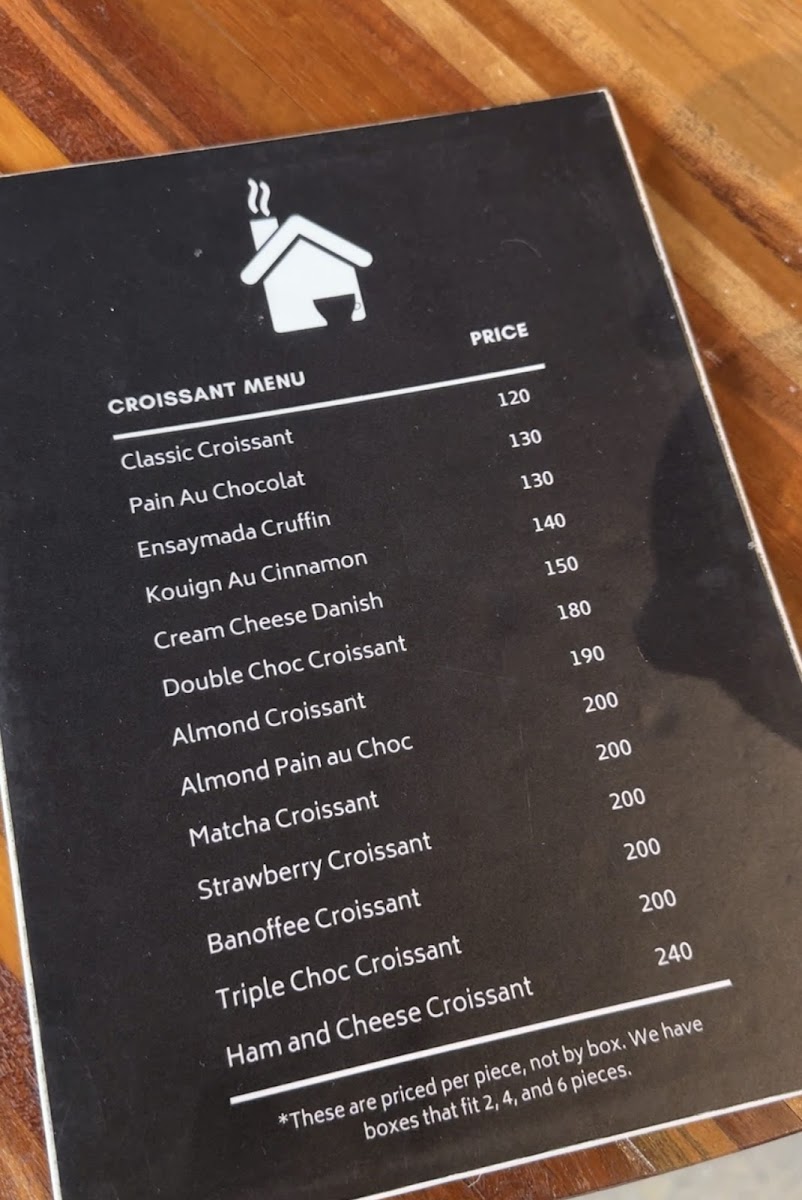 CROISSANT MENU PRICE
Classic Croissant 120
Pain Au Chocolat 130
Ensaymada Cruffin 130
Kouign Au Cinnamon 140
Cream Cheese Danish 150
Double Choc Croissant 180
Almond Croissant 190
Almond Pain au Choc 200
Matcha Croissant 200
Strawberry Croissant 200
Banoffee Croissant 200
Triple Choc Croissant 200
Ham and Cheese Croissant 240
*These are priced per piece, not by box. We have
boxes that fit 2, 4, and 6 pieces.